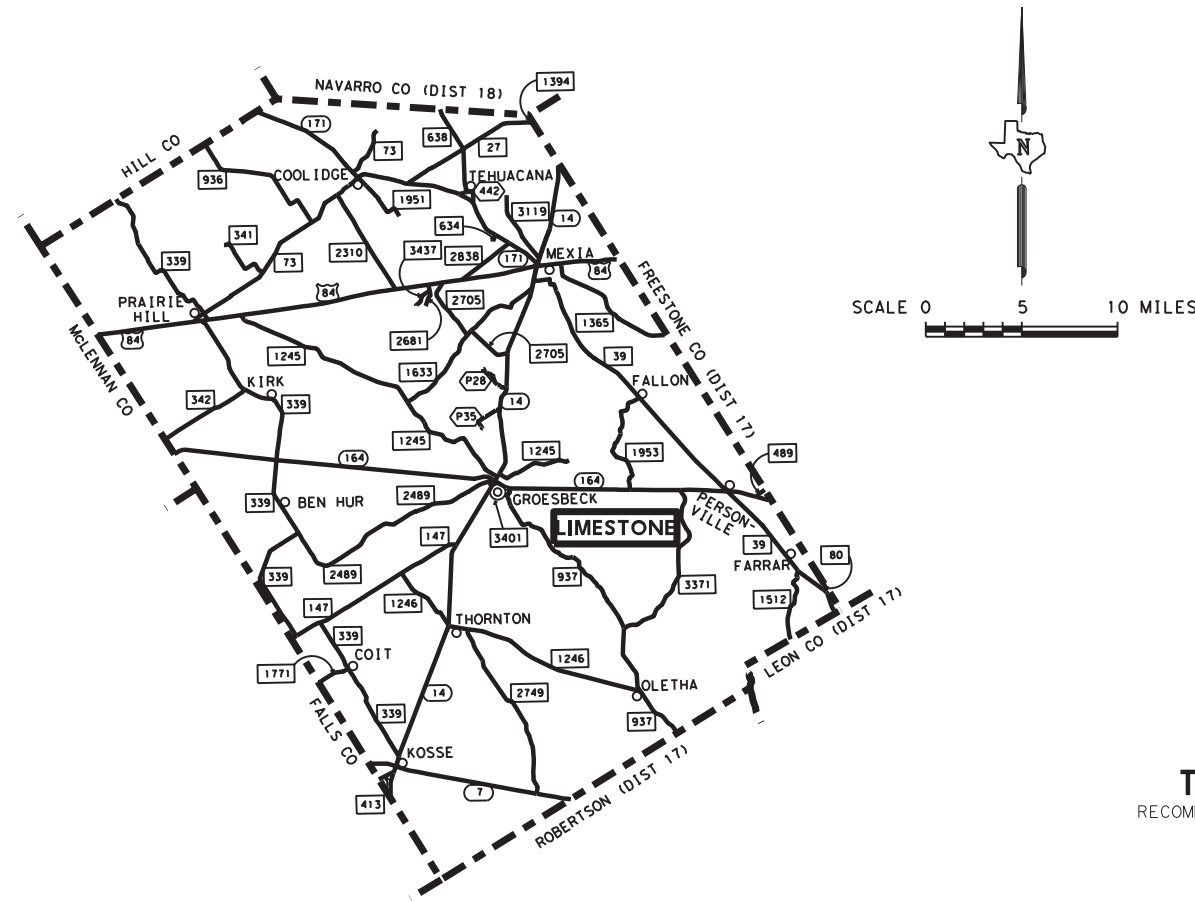 1394
NAVARRO CO (DIST 18)
171
638
27
73
HILL CO
936
COOLIDGE
TEHUACANA
442
1951
3119
14
N
341
634
339
73
2310
3437
2838
171
MEXIA
84
FREESTONE CO (DIST 17)
PRAIRIE
HILL
84
2705
SCALE 0 5 10 MILES
84
1365
McLENNAN CO
1245
2681
2705
39
1633
P28
FALLON
KIRK
342
339
14
P35
1245
1245
1953
489
164
164
339
BEN HUR
2489
GROESBECK
PERSON-
VILLE
LIMESTONE
147
3401
39
80
FARRAR
339
2489
937
3371
147
1246
1512
339
THORNTON
COIT
1246
LEON CO (DIST 17)
1771
14
2749
OLETHA
FALLS CO
339
937
KOSSE
413
7
ROBERTSON (DIST 17)
T
RECOM